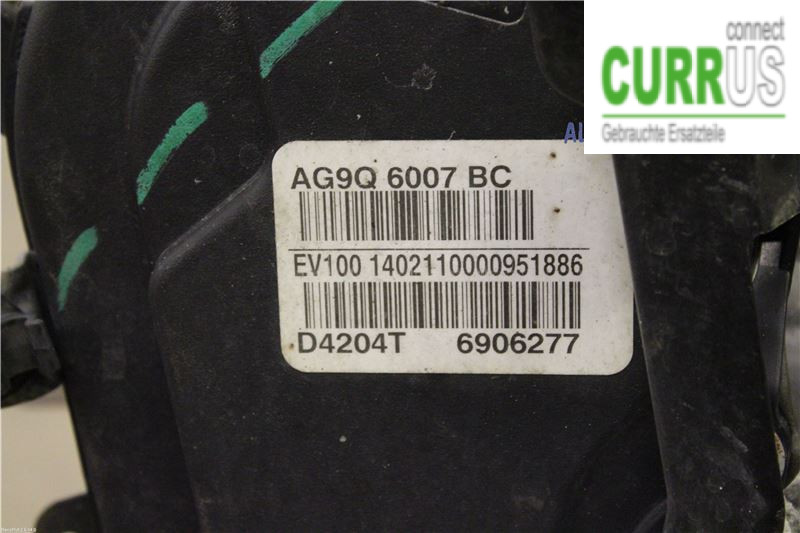 connect
CURRUS
Gebrauchte Ersatzteile
AG9Q 6007 BC
EV100 1402110000951886
D4204T 6906277